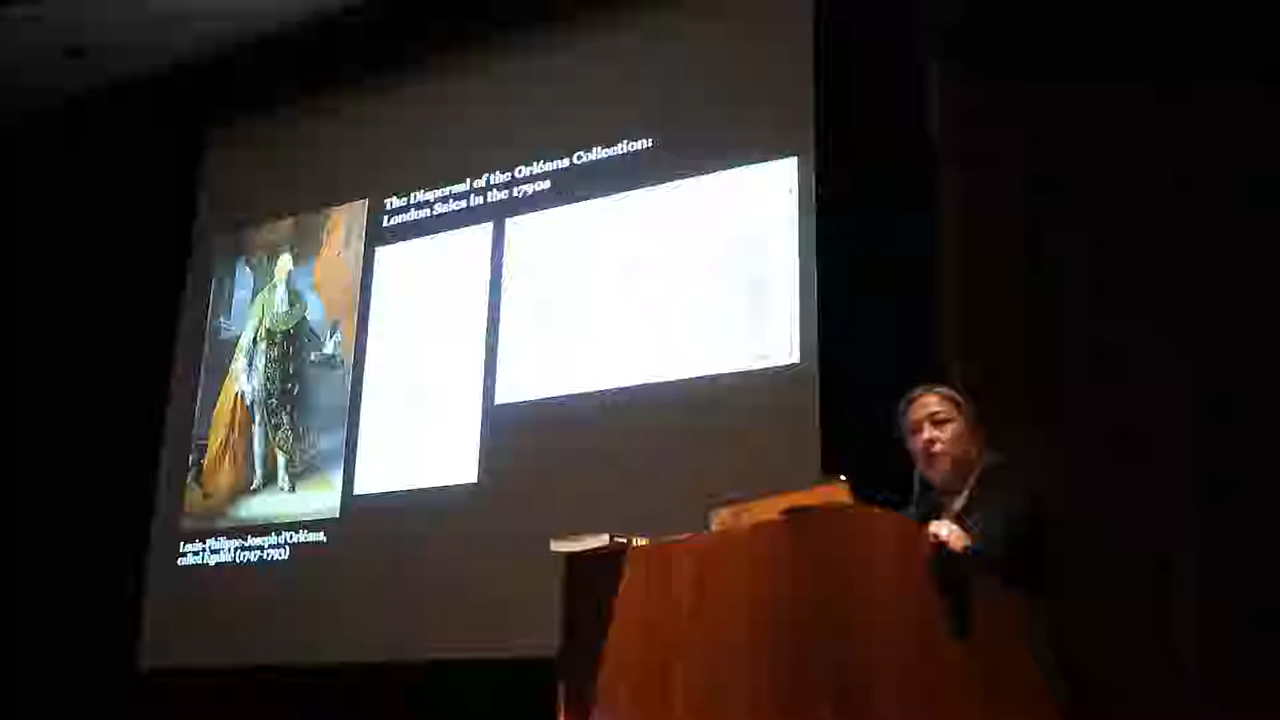 The Dispersal of the Orléans Collection:
London Sales in the 1790s
Louis-Philippe-Joseph d'Orléans,
called Égalité (1747-1793)